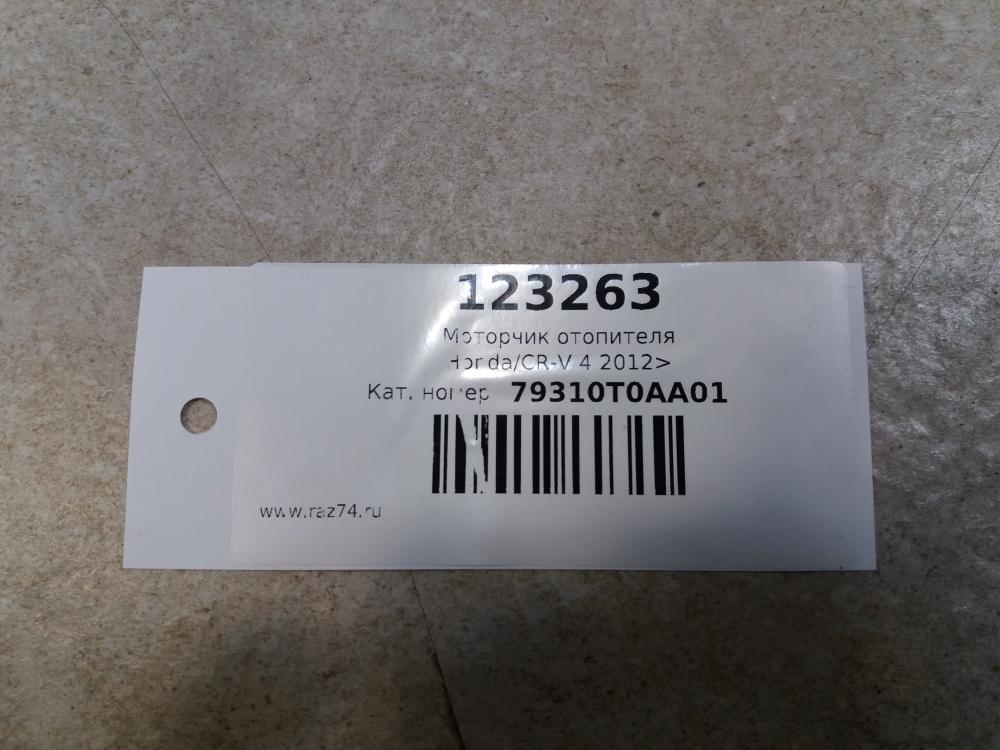 123263
Моторчик отопителя
Honda/CR-V 4 2012>
Кат. номер 79310T0AA01
www.raz74.ru